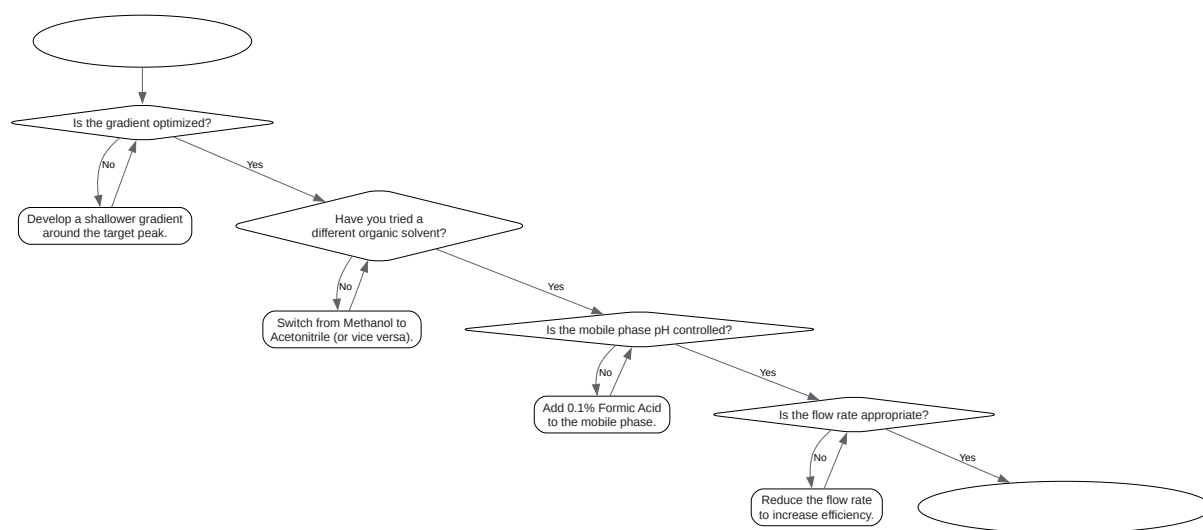 Is the gradient optimized?
No
Yes
Develop a shallower gradient
around the target peak.
Have you tried a
different organic solvent?
No
Yes
Switch from Methanol to
Acetonitrile (or vice versa).
Is the mobile phase pH controlled?
No
Yes
Add 0.1% Formic Acid
to the mobile phase.
Is the flow rate appropriate?
No
Yes
Reduce the flow rate
to increase efficiency.